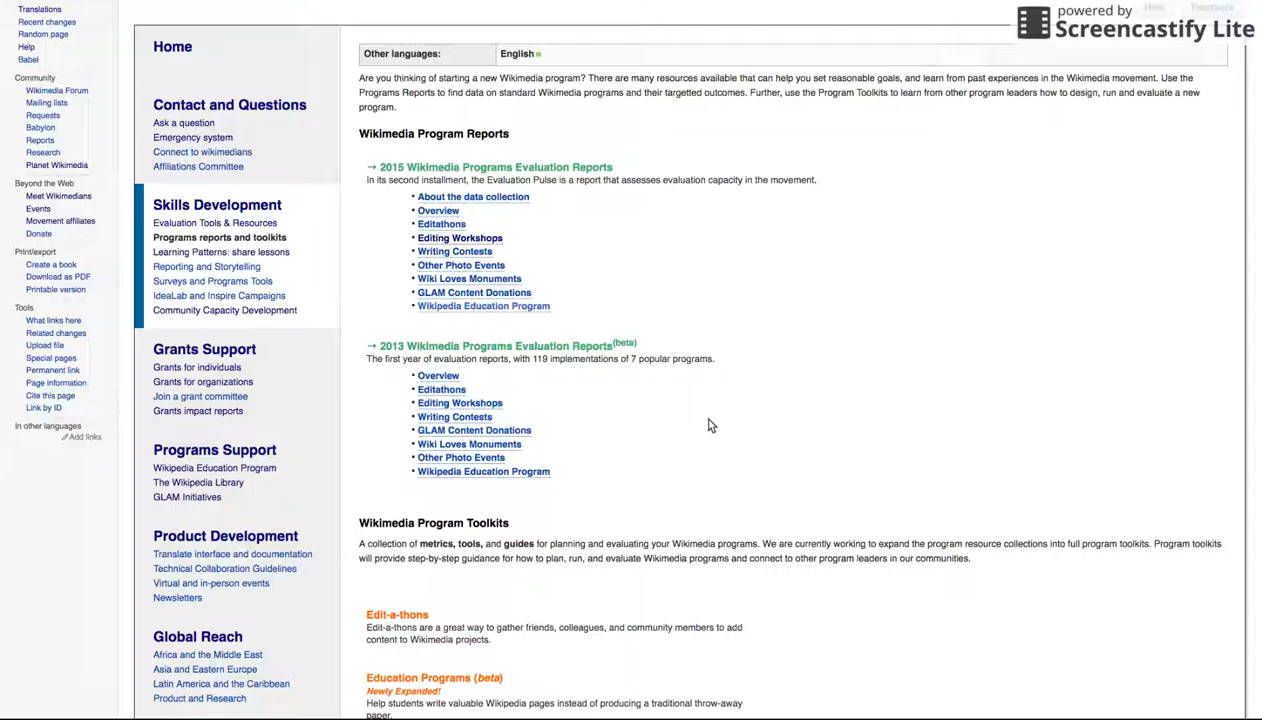 powered by
Screencastify Lite
Translations
Recent changes
Random page
Help
Babel
Community
Wikimedia Forum
Mailing lists
Requests
Babylon
Reports
Research
Planet Wikimedia
Beyond the Web
Meet Wikimedians
Events
Movement affiliates
Donate
Print/export
Create a book
Download as PDF
Printable version
Tools
What links here
Related changes
Upload file
Special pages
Permanent link
Page information
Cite this page
Link by ID
In other languages
Add links
Home
Contact and Questions
Ask a question
Emergency system
Connect to wikimedians
Affiliations Committee
Skills Development
Evaluation Tools & Resources
Programs reports and toolkits
Learning Patterns: share lessons
Reporting and Storytelling
Surveys and Programs Tools
IdeaLab and Inspire Campaigns
Community Capacity Development
Grants Support
Grants for individuals
Grants for organizations
Join a grant committee
Grants impact reports
Programs Support
Wikipedia Education Program
The Wikipedia Library
GLAM Initiatives
Product Development
Translate interface and documentation
Technical Collaboration Guidelines
Virtual and in-person events
Newsletters
Global Reach
Africa and the Middle East
Asia and Eastern Europe
Latin America and the Caribbean
Product and Research
Other languages: English
Are you thinking of starting a new Wikimedia program? There are many resources available that can help you set reasonable goals, and learn from past experiences in the Wikimedia movement. Use the
Programs Reports to find data on standard Wikimedia programs and their targetted outcomes. Further, use the Program Toolkits to learn from other program leaders how to design, run and evaluate a new
program.
Wikimedia Program Reports
→ 2015 Wikimedia Programs Evaluation Reports
In its second installment, the Evaluation Pulse is a report that assesses evaluation capacity in the movement.
• About the data collection
• Overview
• Editathons
• Editing Workshops
• Writing Contests
• Other Photo Events
• Wiki Loves Monuments
• GLAM Content Donations
• Wikipedia Education Program
→ 2013 Wikimedia Programs Evaluation Reports(beta)
The first year of evaluation reports, with 119 implementations of 7 popular programs.
• Overview
• Editathons
• Editing Workshops
• Writing Contests
• GLAM Content Donations
• Wiki Loves Monuments
• Other Photo Events
• Wikipedia Education Program
Wikimedia Program Toolkits
A collection of metrics, tools, and guides for planning and evaluating your Wikimedia programs. We are currently working to expand the program resource collections into full program toolkits. Program toolkits
will provide step-by-step guidance for how to plan, run, and evaluate Wikimedia programs and connect to other program leaders in our communities.
Edit-a-thons
Edit-a-thons are a great way to gather friends, colleagues, and community members to add
content to Wikimedia projects.
Education Programs (beta)
Newly Expanded!
Help students write valuable Wikipedia pages instead of producing a traditional throw-away
paper.